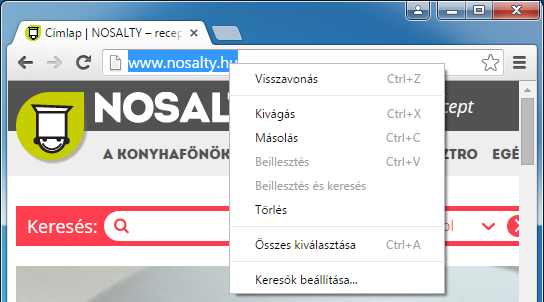 Címlap | NOSALTY – recep
www.nosalty.hu
Visszavonás Ctrl+Z
Kivágás Ctrl+X
Másolás Ctrl+C
Beillesztés Ctrl+V
Beillesztés és keresés
Törlés
Összes kiválasztása Ctrl+A
Keresők beállítása...
NOSALT
cept
A KONYHAFŐNÖK
ZTRO EGÉ
Keresés:
ol